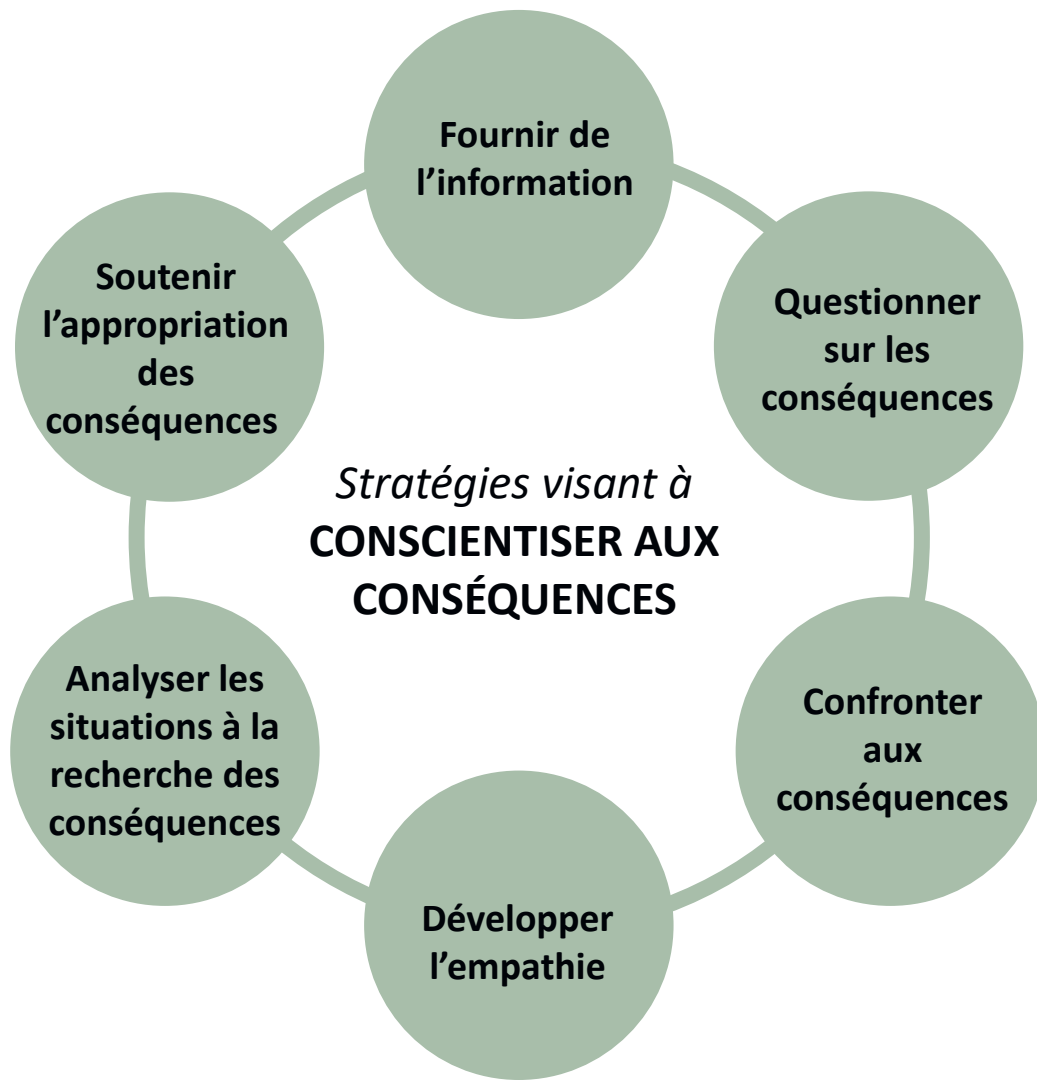 Fournir de
l’information
Questionner
sur les
conséquences
Confronter
aux
conséquences
Développer
l’empathie
Analyser les
situations à la
recherche des
conséquences
Soutenir
l’appropriation
des
conséquences
Stratégies visant à
CONSCIENTISER AUX
CONSÉQUENCES